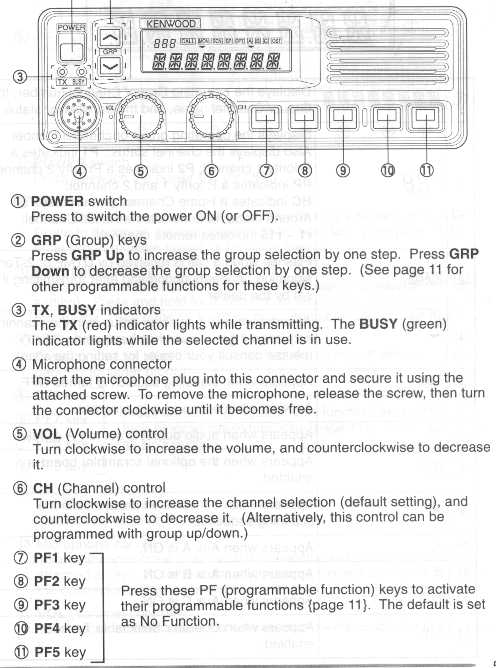 POWER
KENWOOD
888
CALL MON SCN SP OPT A B C OST
GRP
TX BUSY
VOL
CH
③
④ ⑤ ⑥ ⑦ ⑧ ⑨ ⑩ ⑪
① POWER switch
Press to switch the power ON (or OFF).
② GRP (Group) keys
Press GRP Up to increase the group selection by one step. Press GRP
Down to decrease the group selection by one step. (See page 11 for
other programmable functions for these keys.)
③ TX, BUSY indicators
The TX (red) indicator lights while transmitting. The BUSY (green)
indicator lights while the selected channel is in use.
④ Microphone connector
Insert the microphone plug into this connector and secure it using the
attached screw. To remove the microphone, release the screw, then turn
the connector clockwise until it becomes free.
⑤ VOL (Volume) control
Turn clockwise to increase the volume, and counterclockwise to decrease
it.
⑥ CH (Channel) control
Turn clockwise to increase the channel selection (default setting), and
counterclockwise to decrease it. (Alternatively, this control can be
programmed with group up/down.)
⑦ PF1 key
⑧ PF2 key
⑨ PF3 key
⑩ PF4 key
⑪ PF5 key
Press these PF (programmable function) keys to activate
their programmable functions {page 11}. The default is set
as No Function.